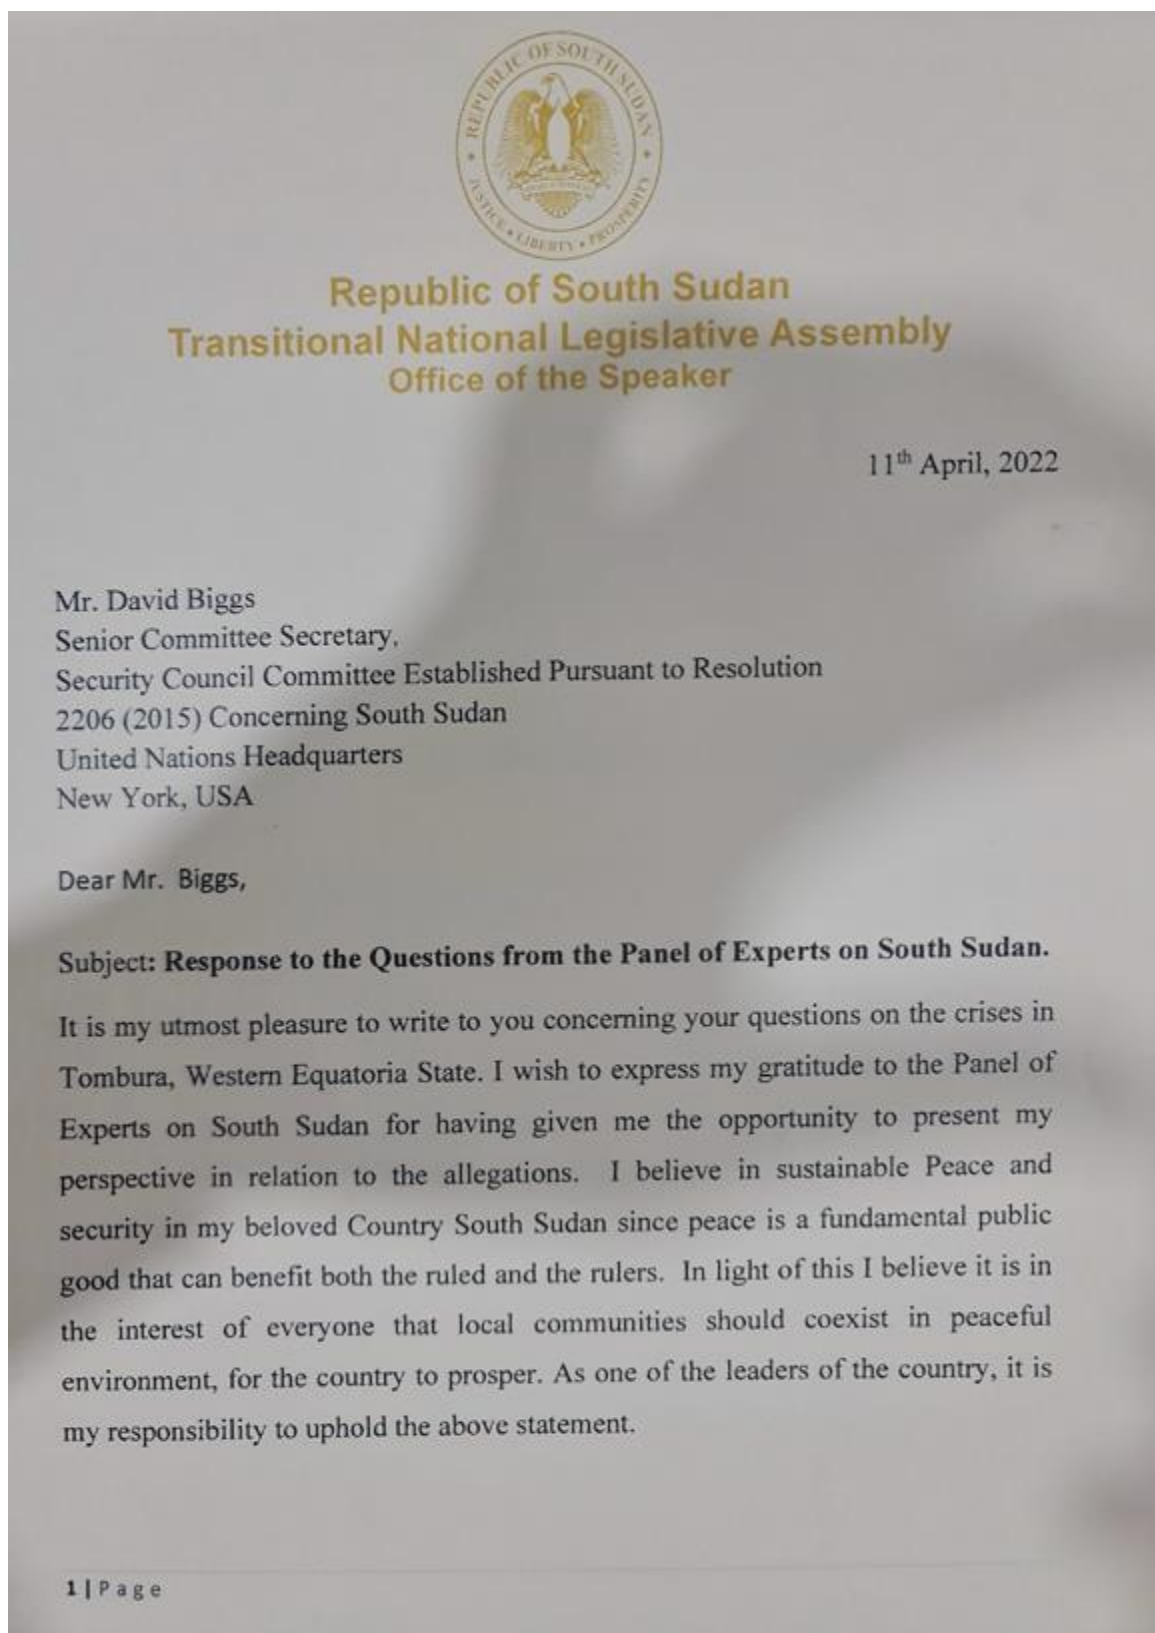 REPUBLIC OF SOUTH SUDAN
JUSTICE • LIBERTY • PROSPERITY
Republic of South Sudan
Transitional National Legislative Assembly
Office of the Speaker
11th April, 2022
Mr. David Biggs
Senior Committee Secretary,
Security Council Committee Established Pursuant to Resolution
2206 (2015) Concerning South Sudan
United Nations Headquarters
New York, USA
Dear Mr. Biggs,
Subject: Response to the Questions from the Panel of Experts on South Sudan.
It is my utmost pleasure to write to you concerning your questions on the crises in
Tombura, Western Equatoria State. I wish to express my gratitude to the Panel of
Experts on South Sudan for having given me the opportunity to present my
perspective in relation to the allegations. I believe in sustainable Peace and
security in my beloved Country South Sudan since peace is a fundamental public
good that can benefit both the ruled and the rulers. In light of this I believe it is in
the interest of everyone that local communities should coexist in peaceful
environment, for the country to prosper. As one of the leaders of the country, it is
my responsibility to uphold the above statement.
1 | Page